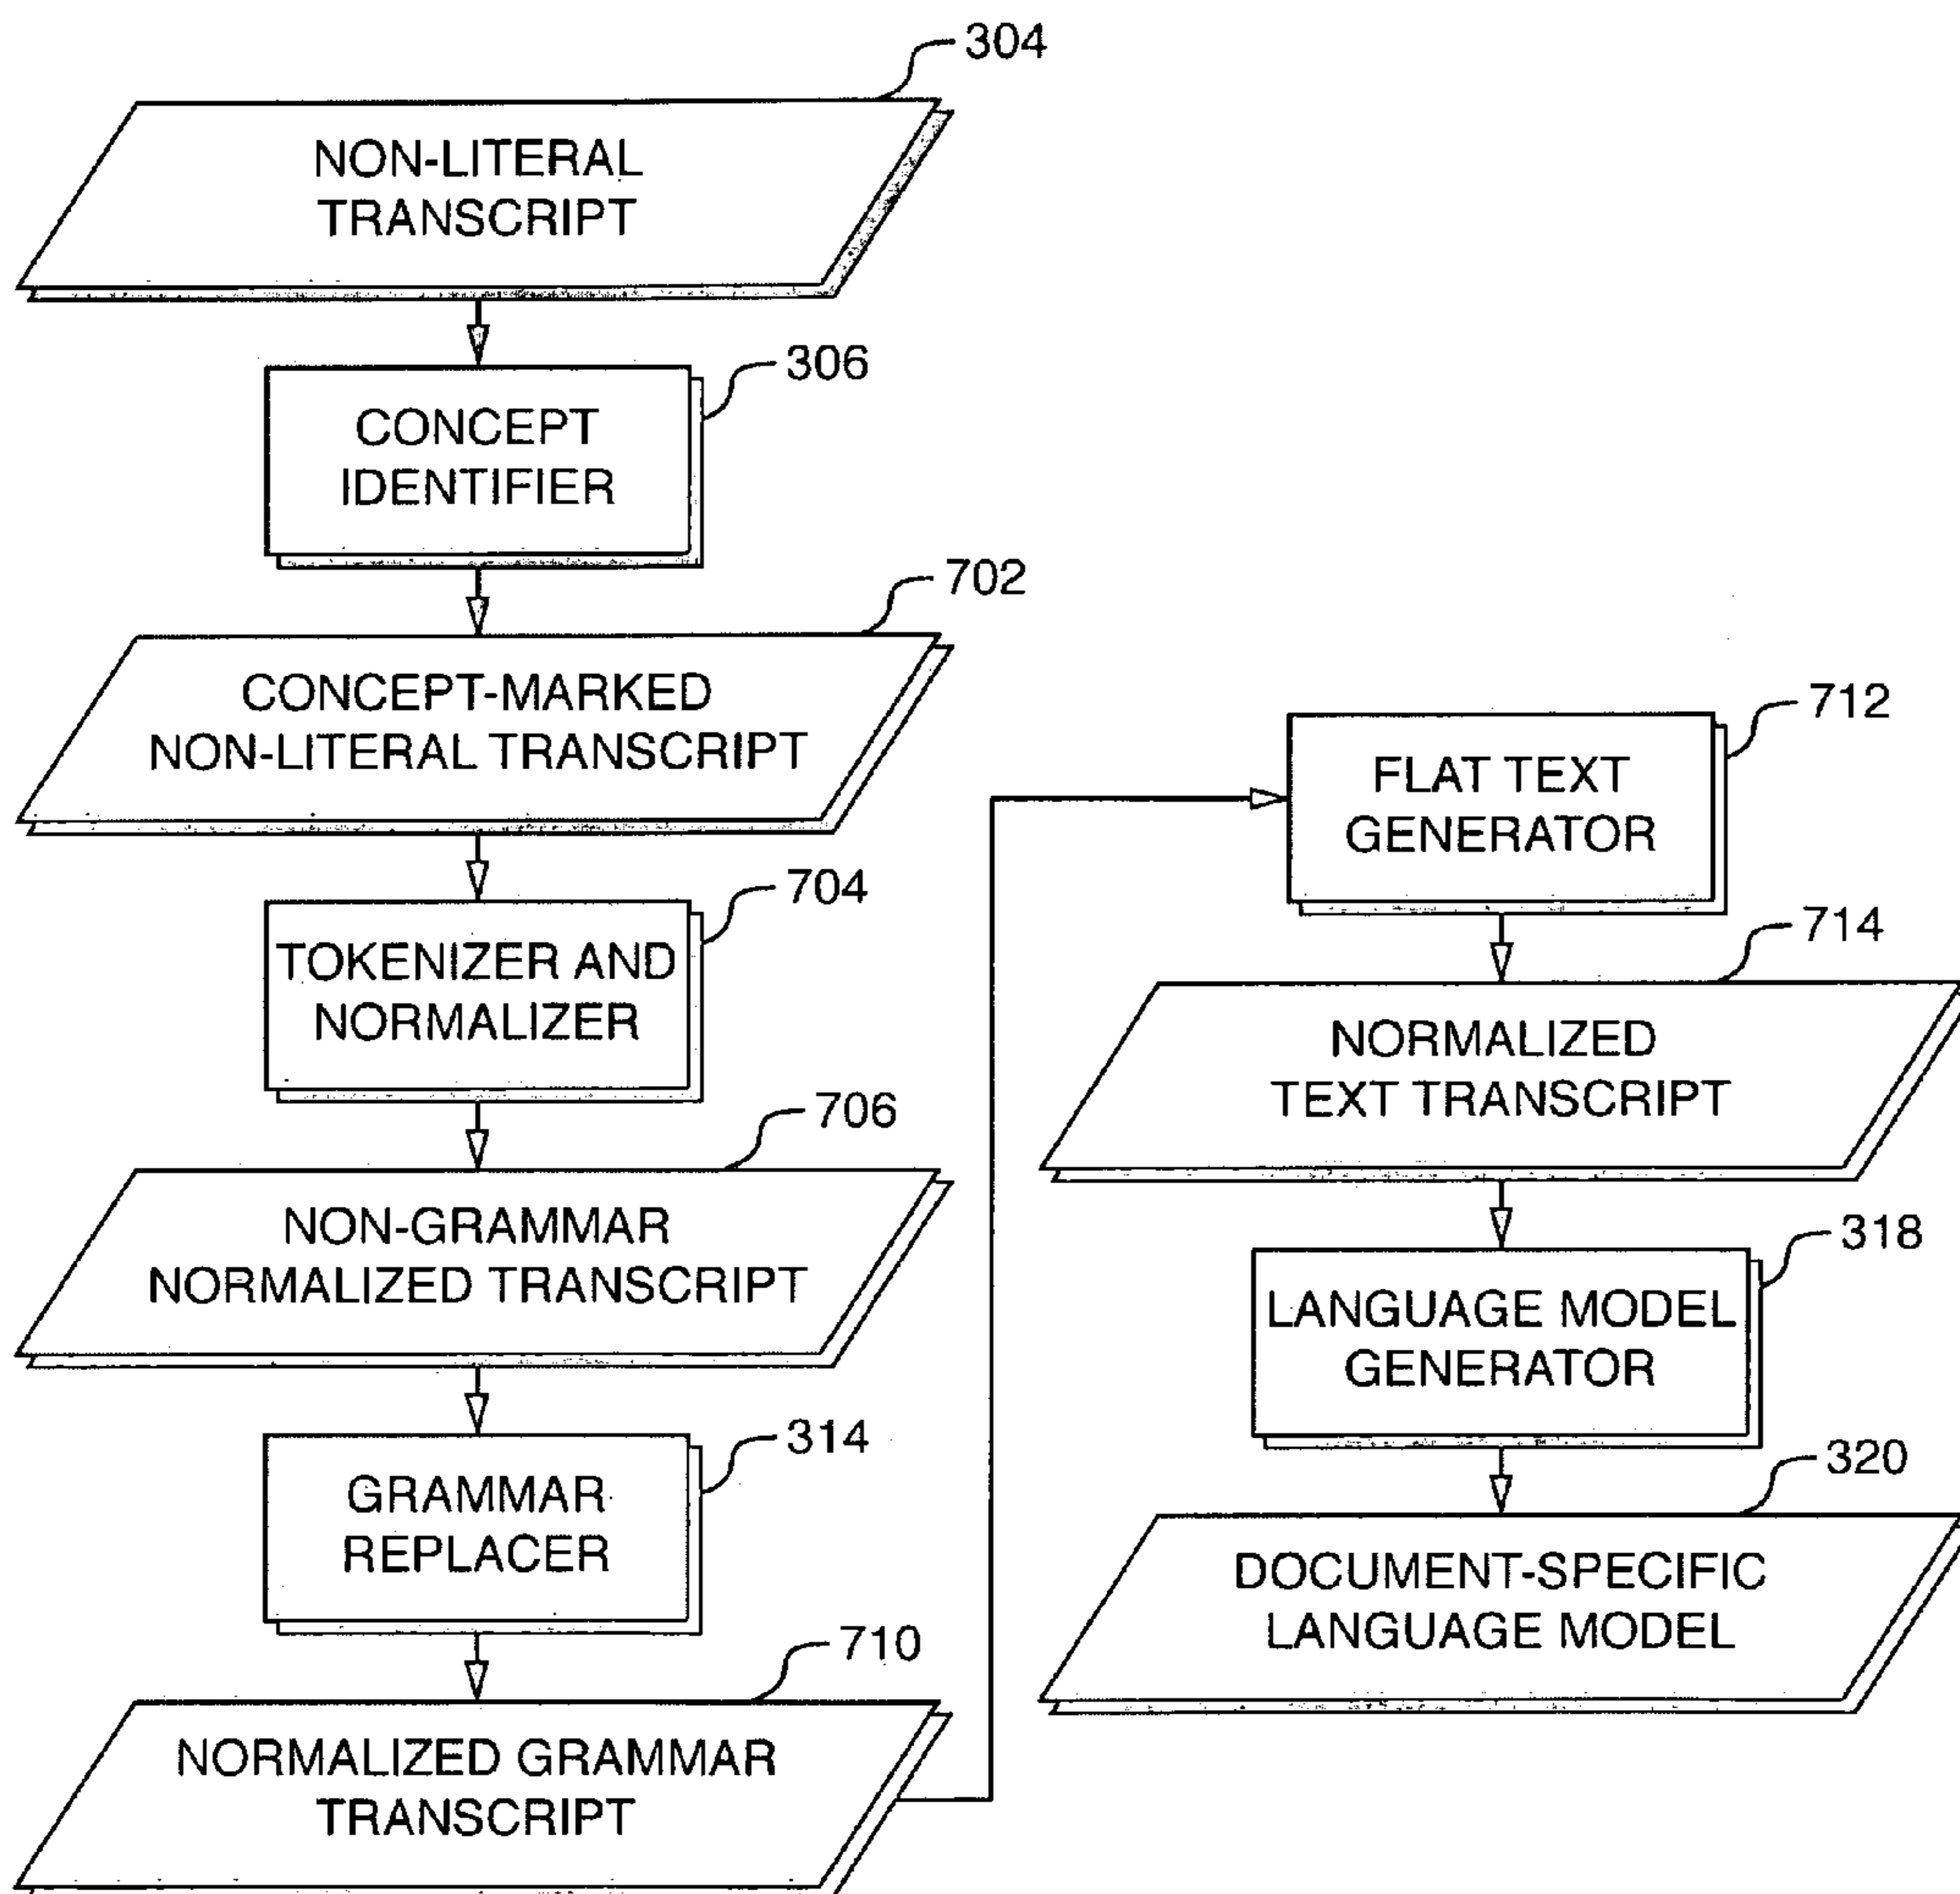 304
NON-LITERAL
TRANSCRIPT
306
CONCEPT
IDENTIFIER
702
CONCEPT-MARKED
NON-LITERAL TRANSCRIPT
704
TOKENIZER AND
NORMALIZER
706
NON-GRAMMAR
NORMALIZED TRANSCRIPT
314
GRAMMAR
REPLACER
710
NORMALIZED GRAMMAR
TRANSCRIPT
712
FLAT TEXT
GENERATOR
714
NORMALIZED
TEXT TRANSCRIPT
318
LANGUAGE MODEL
GENERATOR
320
DOCUMENT-SPECIFIC
LANGUAGE MODEL